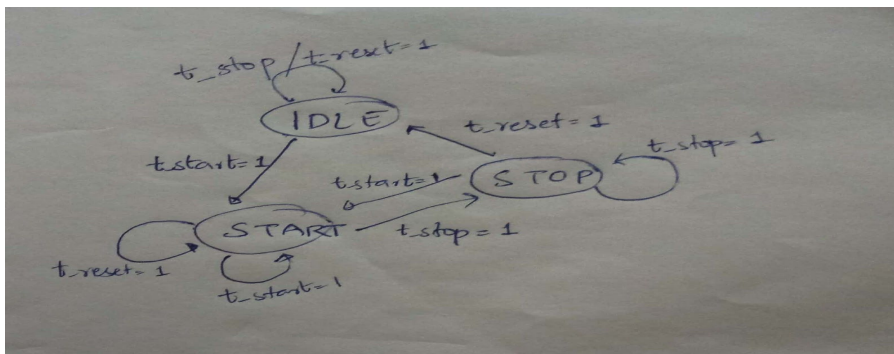 t_stop / t_reset=1
IDLE
t_reset=1
t_stop=1
t_start=1
t_start=1
STOP
START
t_stop=1
t_reset=1
t_start=1